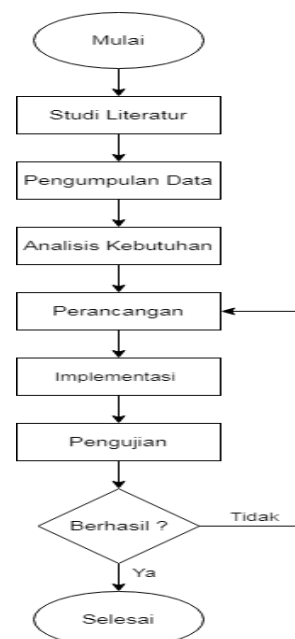 Mulai
Studi Literatur
Pengumpulan Data
Analisis Kebutuhan
Perancangan
Implementasi
Pengujian
Berhasil ?
Tidak
Ya
Selesai